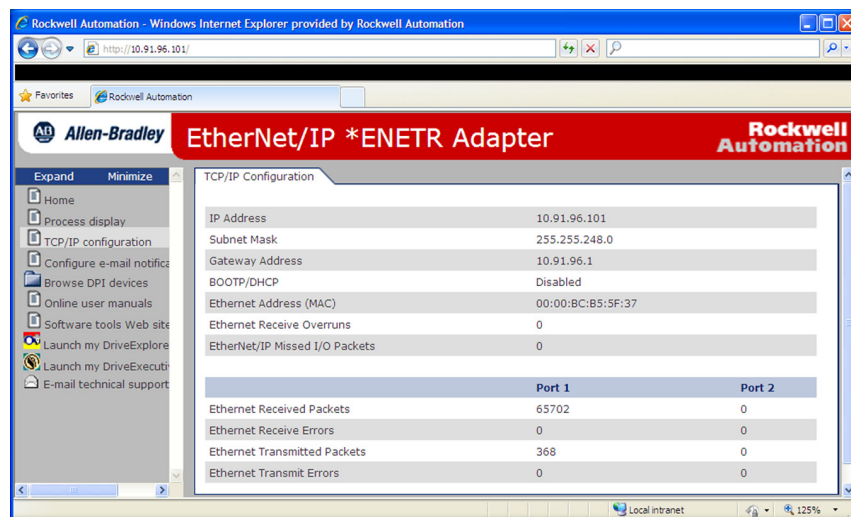 Rockwell Automation - Windows Internet Explorer provided by Rockwell Automation
http://10.91.96.101/
Favorites
Rockwell Automation
AB Allen-Bradley
EtherNet/IP *ENETR Adapter
Rockwell
Automation
Expand Minimize
Home
Process display
TCP/IP configuration
Configure e-mail notifica
Browse DPI devices
Online user manuals
Software tools Web site
Launch my DriveExplore
Launch my DriveExecuti
E-mail technical support
TCP/IP Configuration
IP Address 10.91.96.101
Subnet Mask 255.255.248.0
Gateway Address 10.91.96.1
BOOTP/DHCP Disabled
Ethernet Address (MAC) 00:00:BC:B5:5F:37
Ethernet Receive Overruns 0
EtherNet/IP Missed I/O Packets 0
Port 1 Port 2
Ethernet Received Packets 65702 0
Ethernet Receive Errors 0 0
Ethernet Transmitted Packets 368 0
Ethernet Transmit Errors 0 0
Local intranet
125%